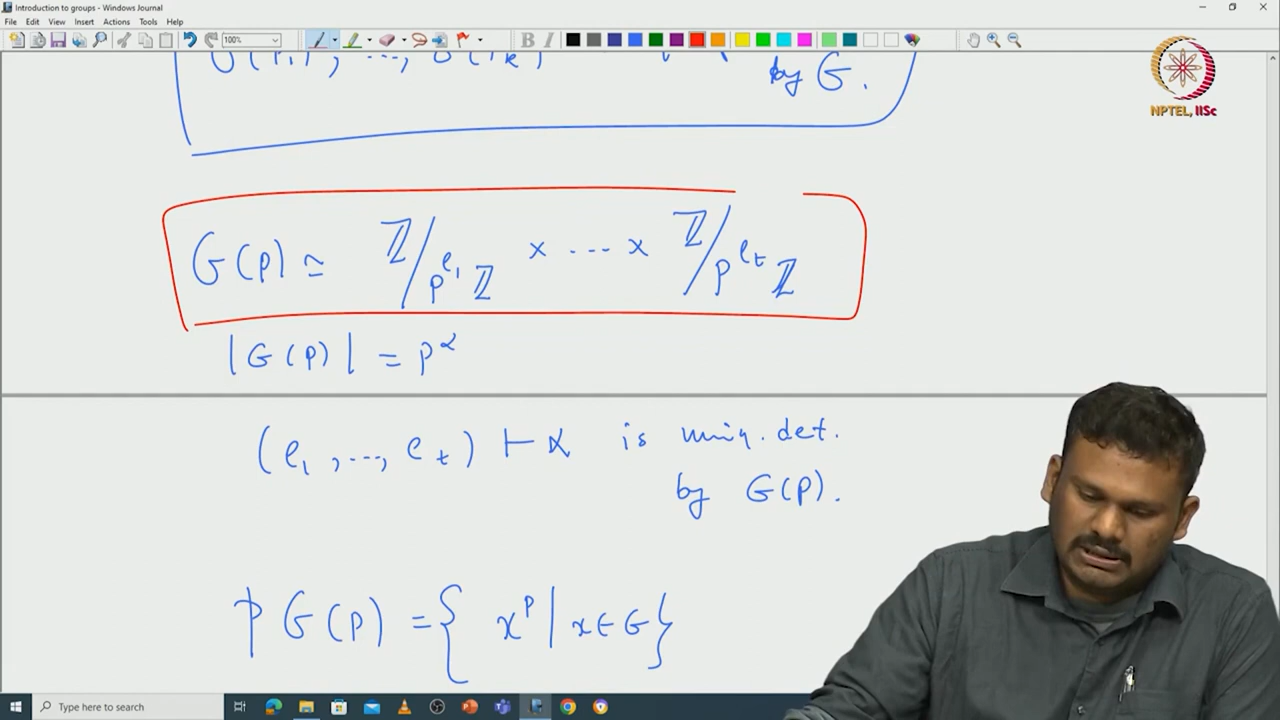 Introduction to groups - Windows Journal
File Edit View Insert Actions Tools Help
100%
B I
NPTEL, IISc
by G.
G(p) ≃ ℤ/p^{e_1}ℤ × ... × ℤ/p^{e_t}ℤ
|G(p)| = p^α
(e_1, ..., e_t) ⊢ α is uniq. det.
by G(p).
p G(p) = { x^p | x ∈ G }
Type here to search